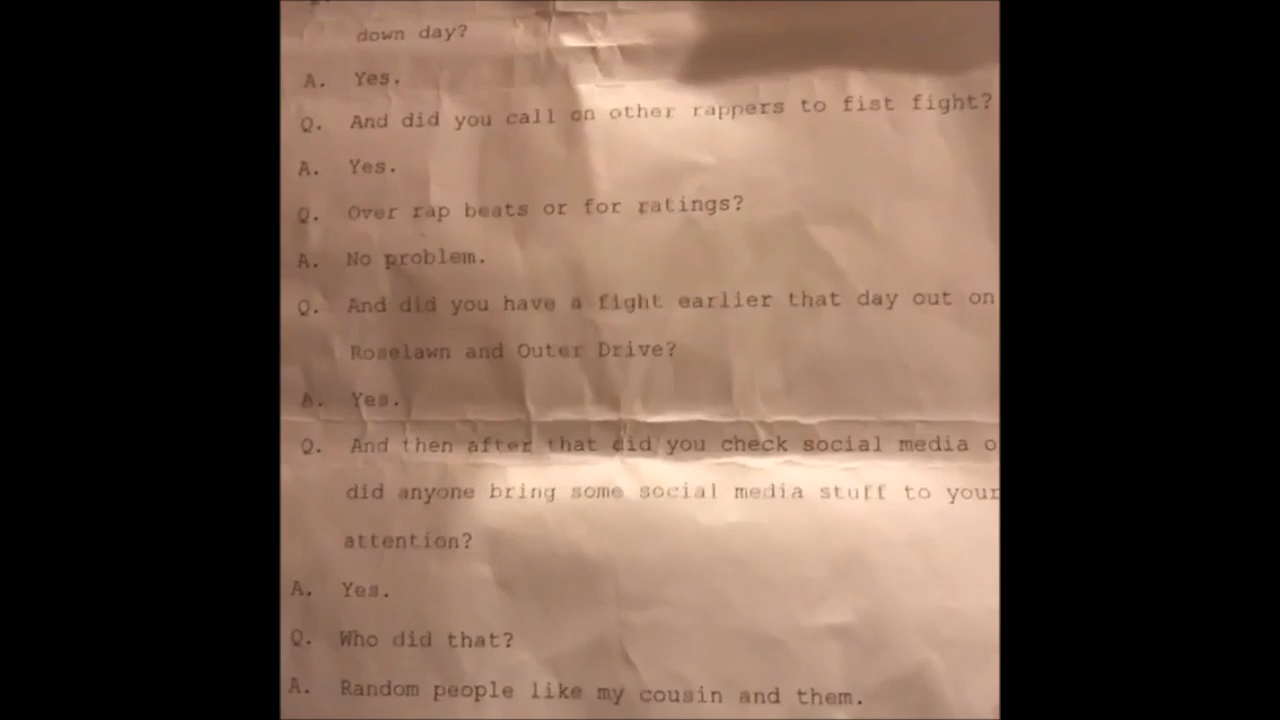 down day?
A. Yes.
Q. And did you call on other rappers to fist fight?
A. Yes.
Q. Over rap beats or for ratings?
A. No problem.
Q. And did you have a fight earlier that day out on
Roselawn and Outer Drive?
A. Yes.
Q. And then after that did you check social media o
did anyone bring some social media stuff to your
attention?
A. Yes.
Q. Who did that?
A. Random people like my cousin and them.